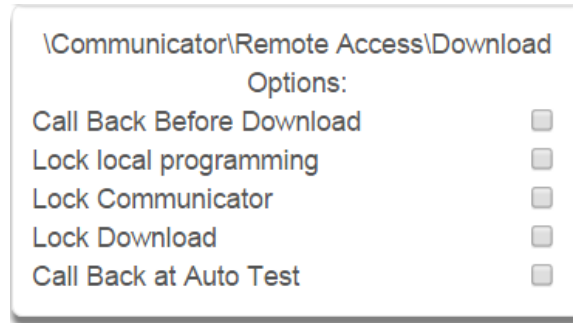 \Communicator\Remote Access\Download
Options:
Call Back Before Download
Lock local programming
Lock Communicator
Lock Download
Call Back at Auto Test